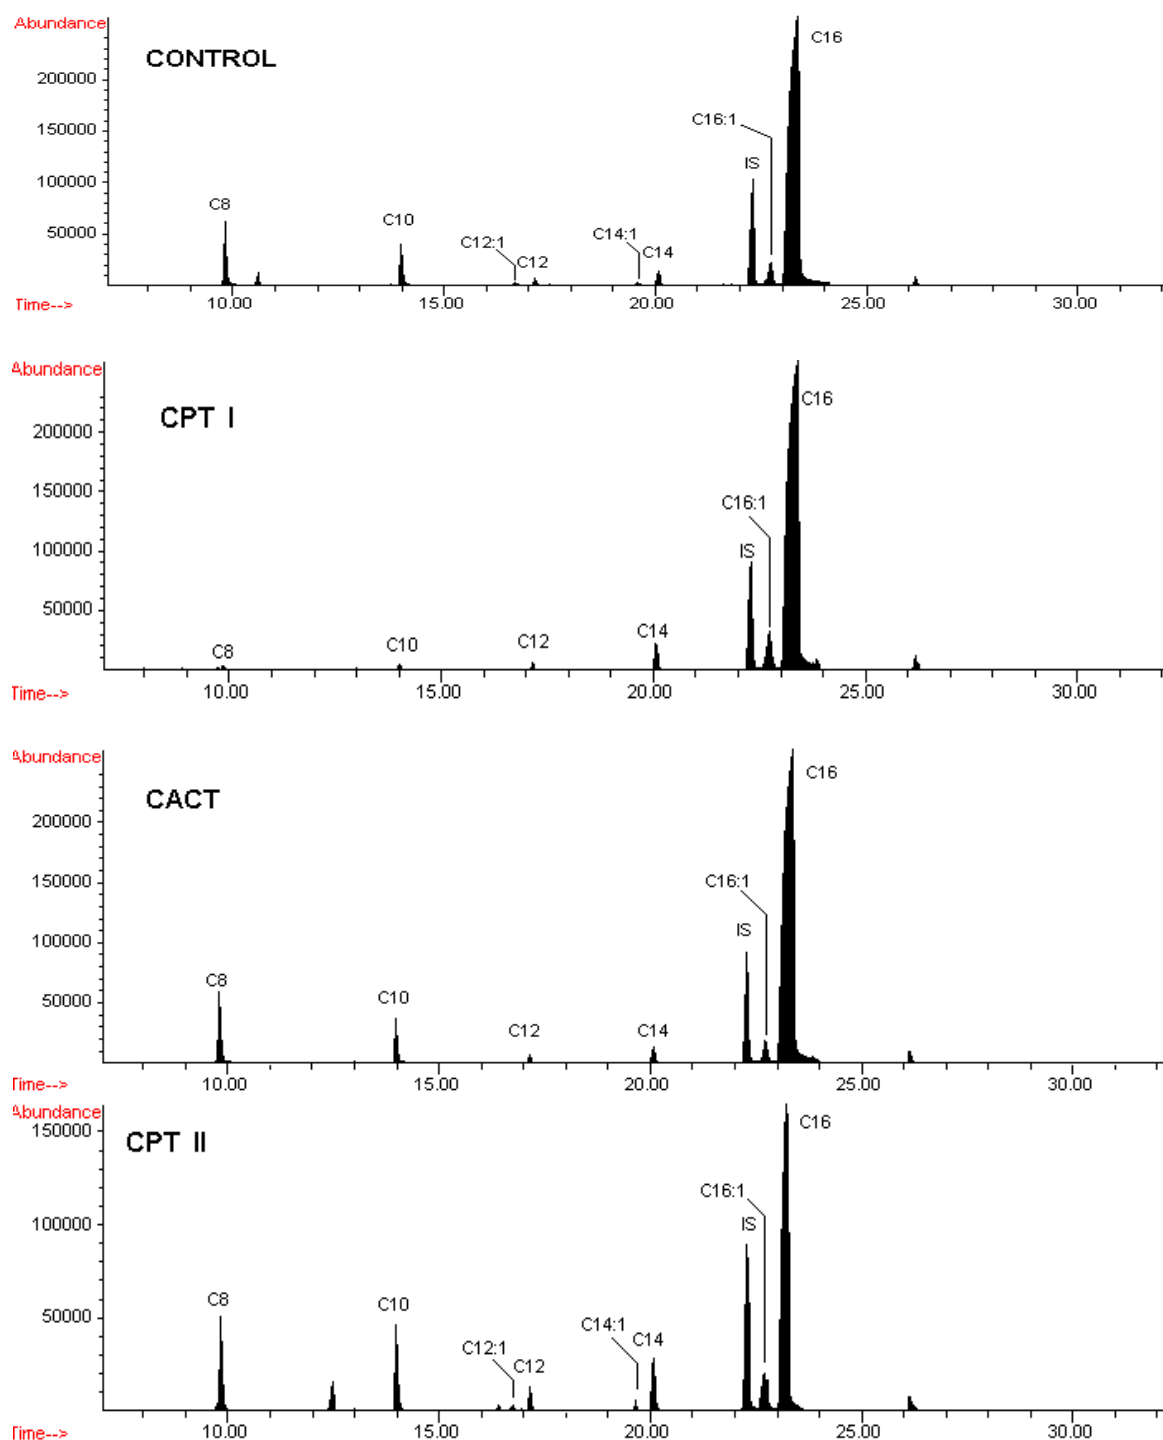 Abundance
CONTROL
C16
200000
C16:1
150000
IS
100000
C8
C10
C14:1
50000
C12:1
C12
C14
Time-->
10.00 15.00 20.00 25.00 30.00
Abundance
CPT I
C16
200000
150000
C16:1
100000
IS
50000
C8
C10
C12
C14
Time-->
10.00 15.00 20.00 25.00 30.00
Abundance
CACT
C16
200000
150000
C16:1
100000
IS
50000
C8
C10
C12
C14
Time-->
10.00 15.00 20.00 25.00 30.00
Abundance
150000
CPT II
C16
C16:1
100000
IS
50000
C8
C10
C14:1
C12:1
C12
C14
Time-->
10.00 15.00 20.00 25.00 30.00